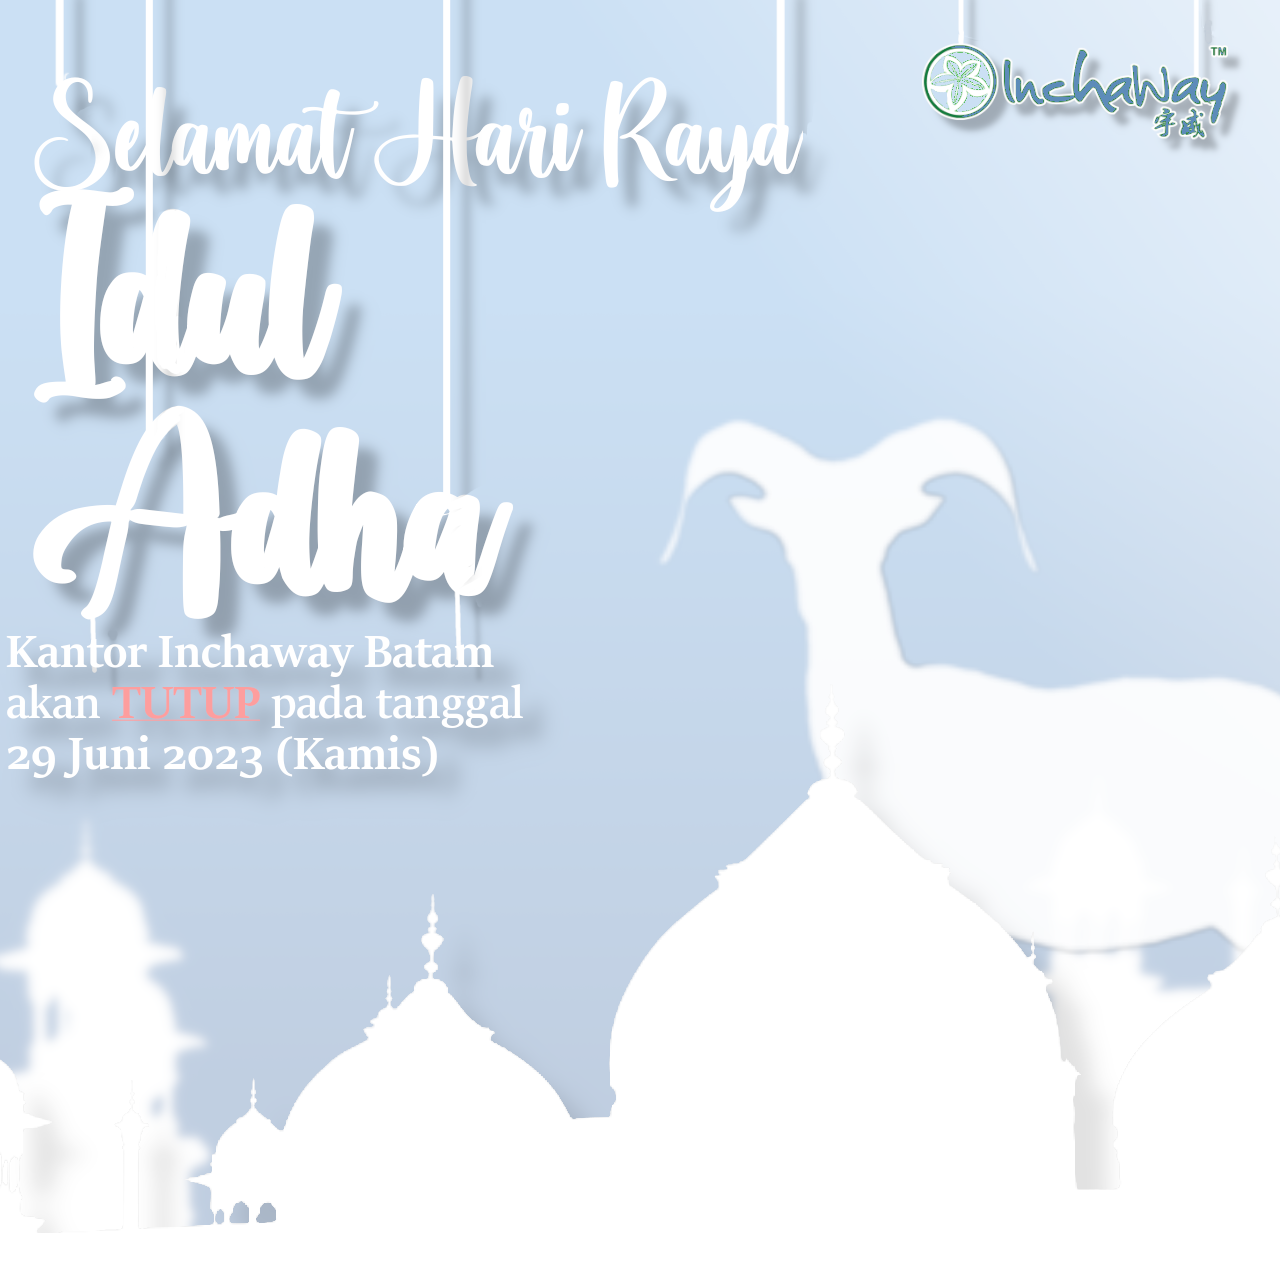 Inchaway™
宇威
Selamat Hari Raya
Idul
Adha
Kantor Inchaway Batam
akan TUTUP pada tanggal
29 Juni 2023 (Kamis)